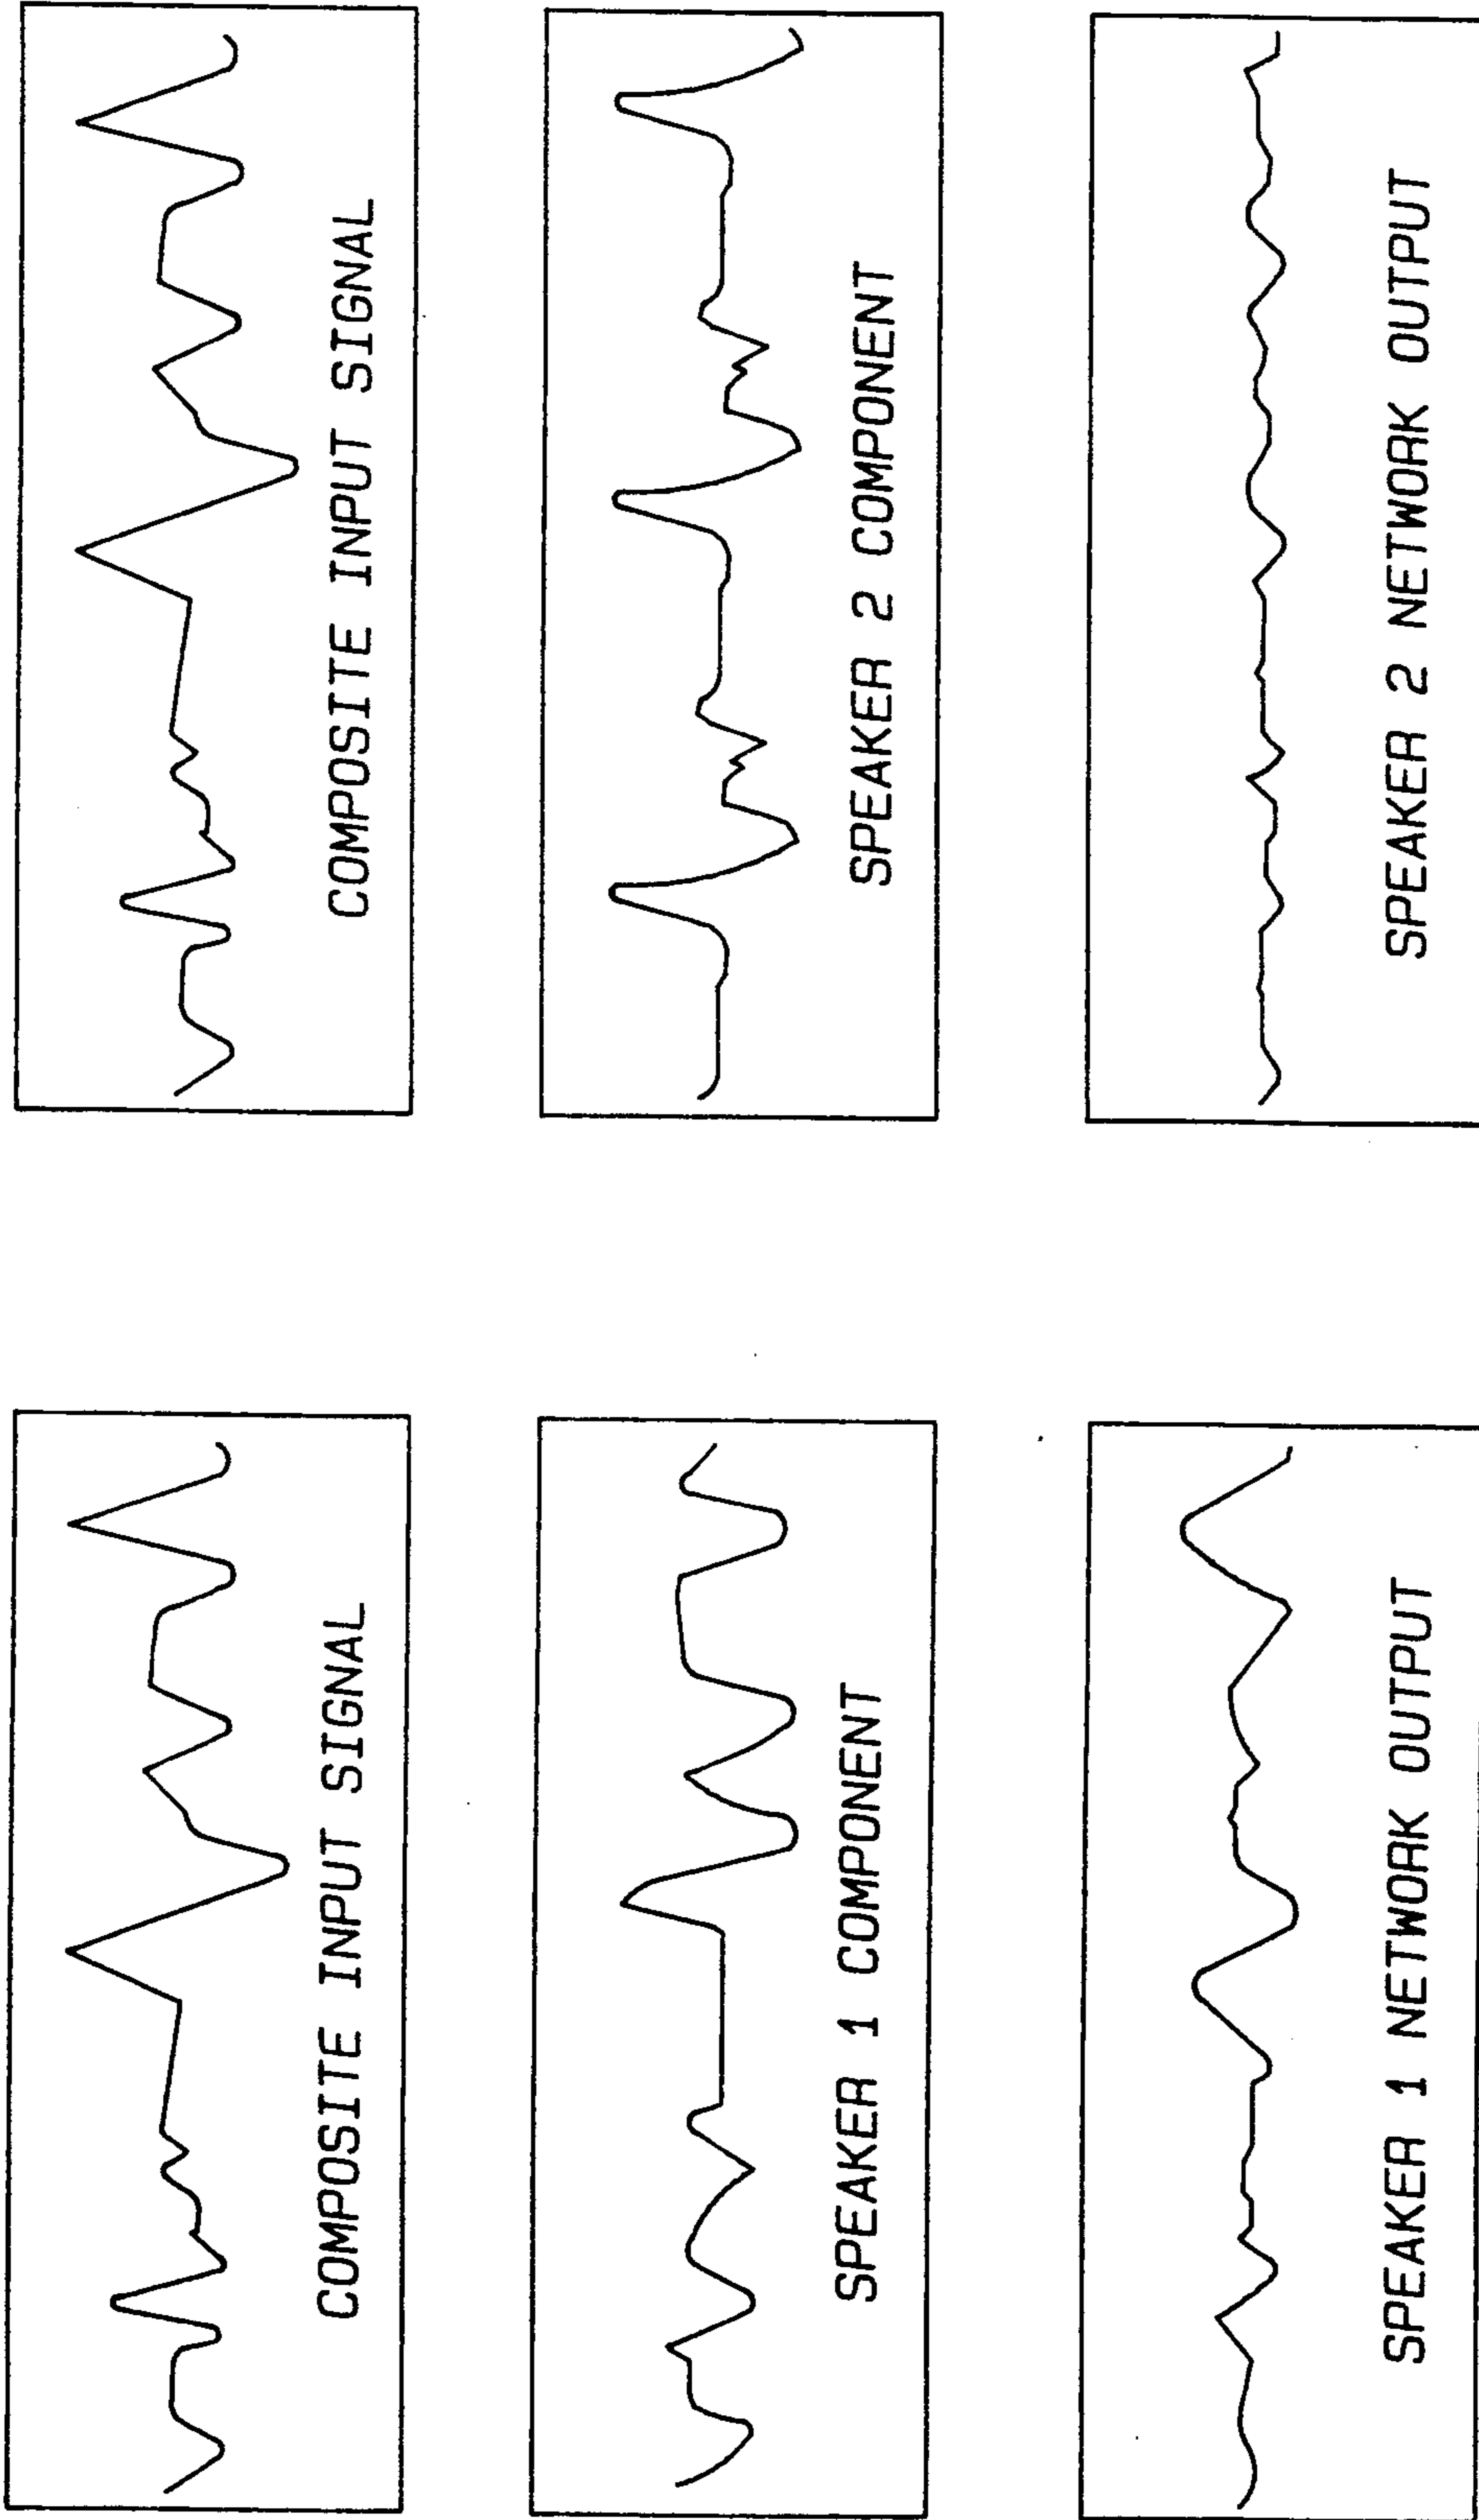 COMPOSITE INPUT SIGNAL
COMPOSITE INPUT SIGNAL
SPEAKER 1 COMPONENT
SPEAKER 2 COMPONENT
SPEAKER 1 NETWORK OUTPUT
SPEAKER 2 NETWORK OUTPUT